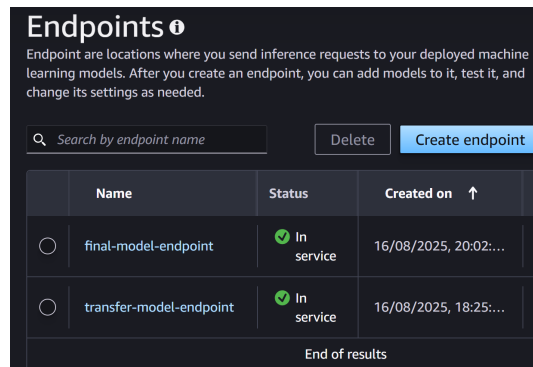 Endpoints
Endpoint are locations where you send inference requests to your deployed machine
learning models. After you create an endpoint, you can add models to it, test it, and
change its settings as needed.
Search by endpoint name
Delete
Create endpoint
Name Status Created on ↑
final-model-endpoint In service 16/08/2025, 20:02:...
transfer-model-endpoint In service 16/08/2025, 18:25:...
End of results